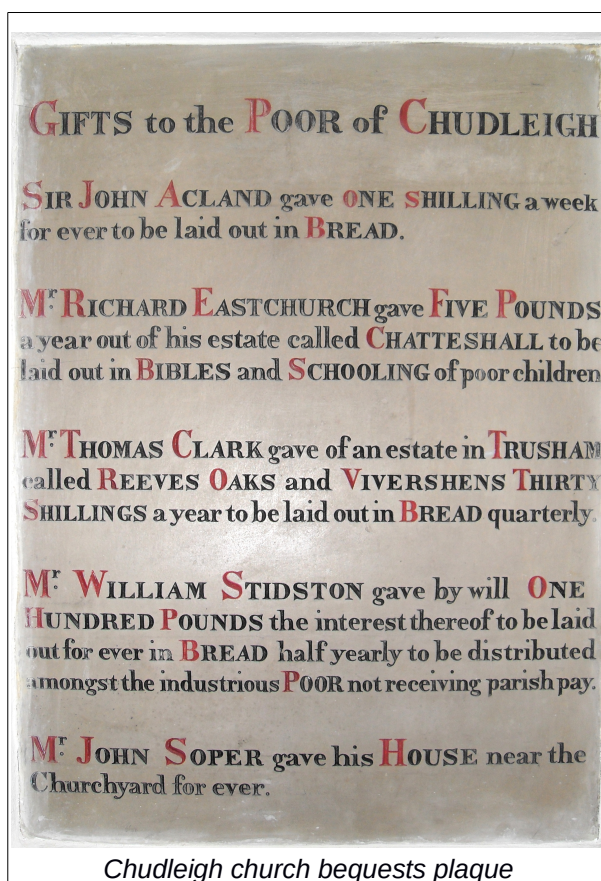 GIFTS to the POOR of CHUDLEIGH
SIR JOHN ACLAND gave ONE SHILLING a week
for ever to be laid out in BREAD.
Mr. RICHARD EASTCHURCH gave FIVE POUNDS
a year out of his estate called CHATTESHALL to be
laid out in BIBLES and SCHOOLING of poor children
Mr. THOMAS CLARK gave of an estate in TRUSHAM
called REEVES OAKS and VIVERSHENS THIRTY
SHILLINGS a year to be laid out in BREAD quarterly.
Mr. WILLIAM STIDSTON gave by will ONE
HUNDRED POUNDS the interest thereof to be laid
out for ever in BREAD half yearly to be distributed
amongst the industrious POOR not receiving parish pay.
Mr. JOHN SOPER gave his HOUSE near the
Churchyard for ever.
Chudleigh church bequests plaque